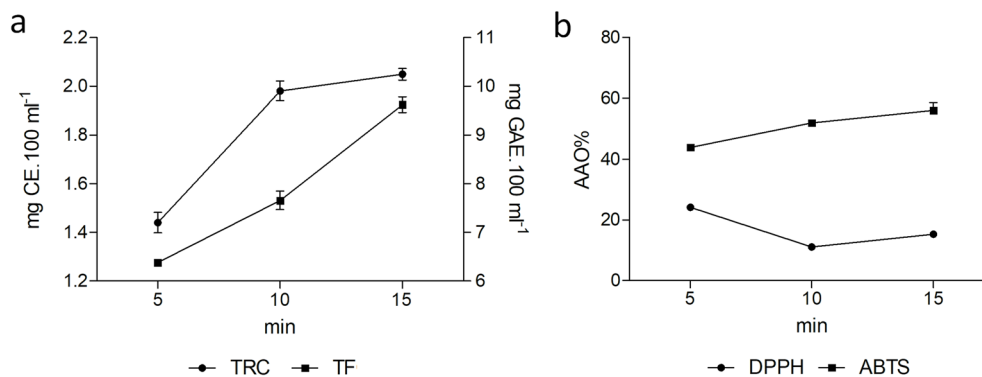 a
2.2
2.0
1.8
1.6
1.4
1.2
mg CE.100 ml⁻¹
11
10
9
8
7
6
mg GAE.100 ml⁻¹
5 10 15
min
TRC TF
b
80
60
40
20
0
AAO%
5 10 15
min
DPPH ABTS